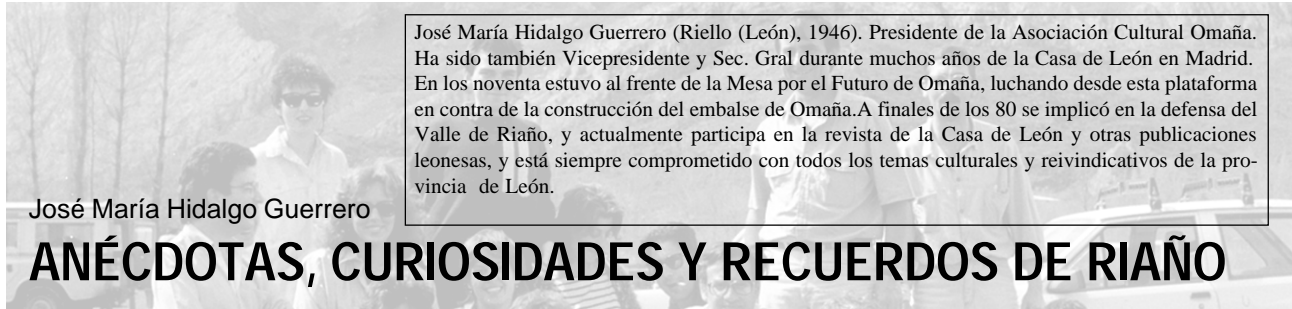 José María Hidalgo Guerrero (Riello (León), 1946). Presidente de la Asociación Cultural Omaña.
Ha sido también Vicepresidente y Sec. Gral durante muchos años de la Casa de León en Madrid.
En los noventa estuvo al frente de la Mesa por el Futuro de Omaña, luchando desde esta plataforma
en contra de la construcción del embalse de Omaña.A finales de los 80 se implicó en la defensa del
Valle de Riaño, y actualmente participa en la revista de la Casa de León y otras publicaciones
leonesas, y está siempre comprometido con todos los temas culturales y reivindicativos de la pro-
vincia de León.
José María Hidalgo Guerrero
ANÉCDOTAS, CURIOSIDADES Y RECUERDOS DE RIAÑO